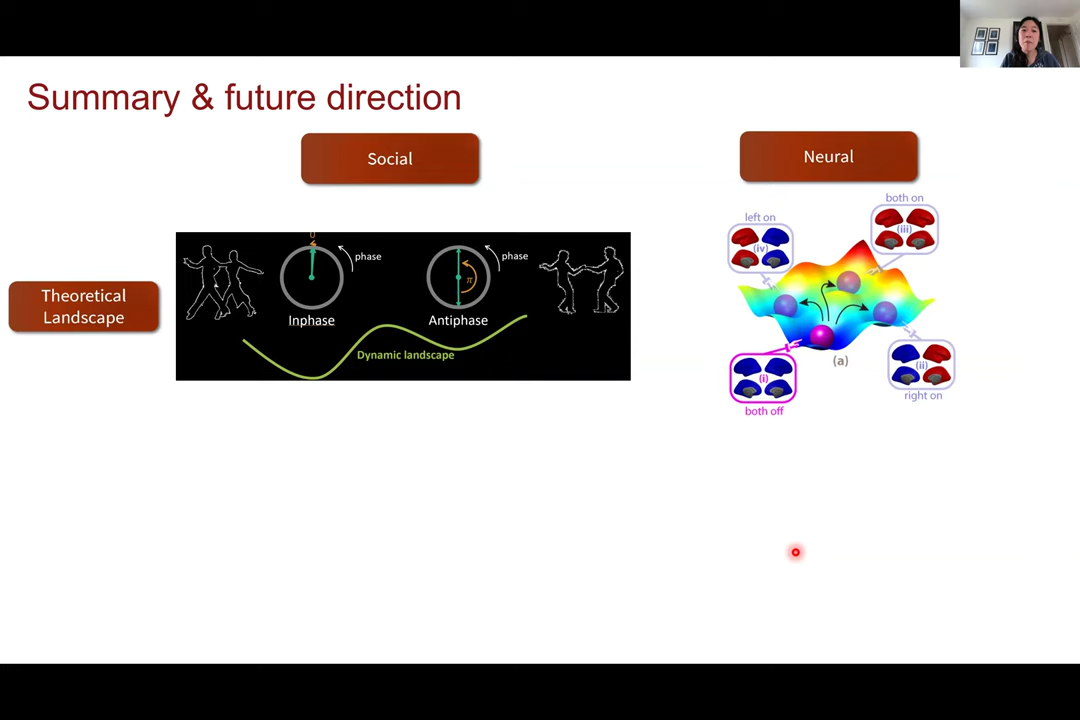 Summary & future direction
Social
Neural
Theoretical
Landscape
0
phase
Inphase
π
phase
Antiphase
Dynamic landscape
left on
(iv)
both on
(iii)
(i)
both off
(ii)
right on
(a)